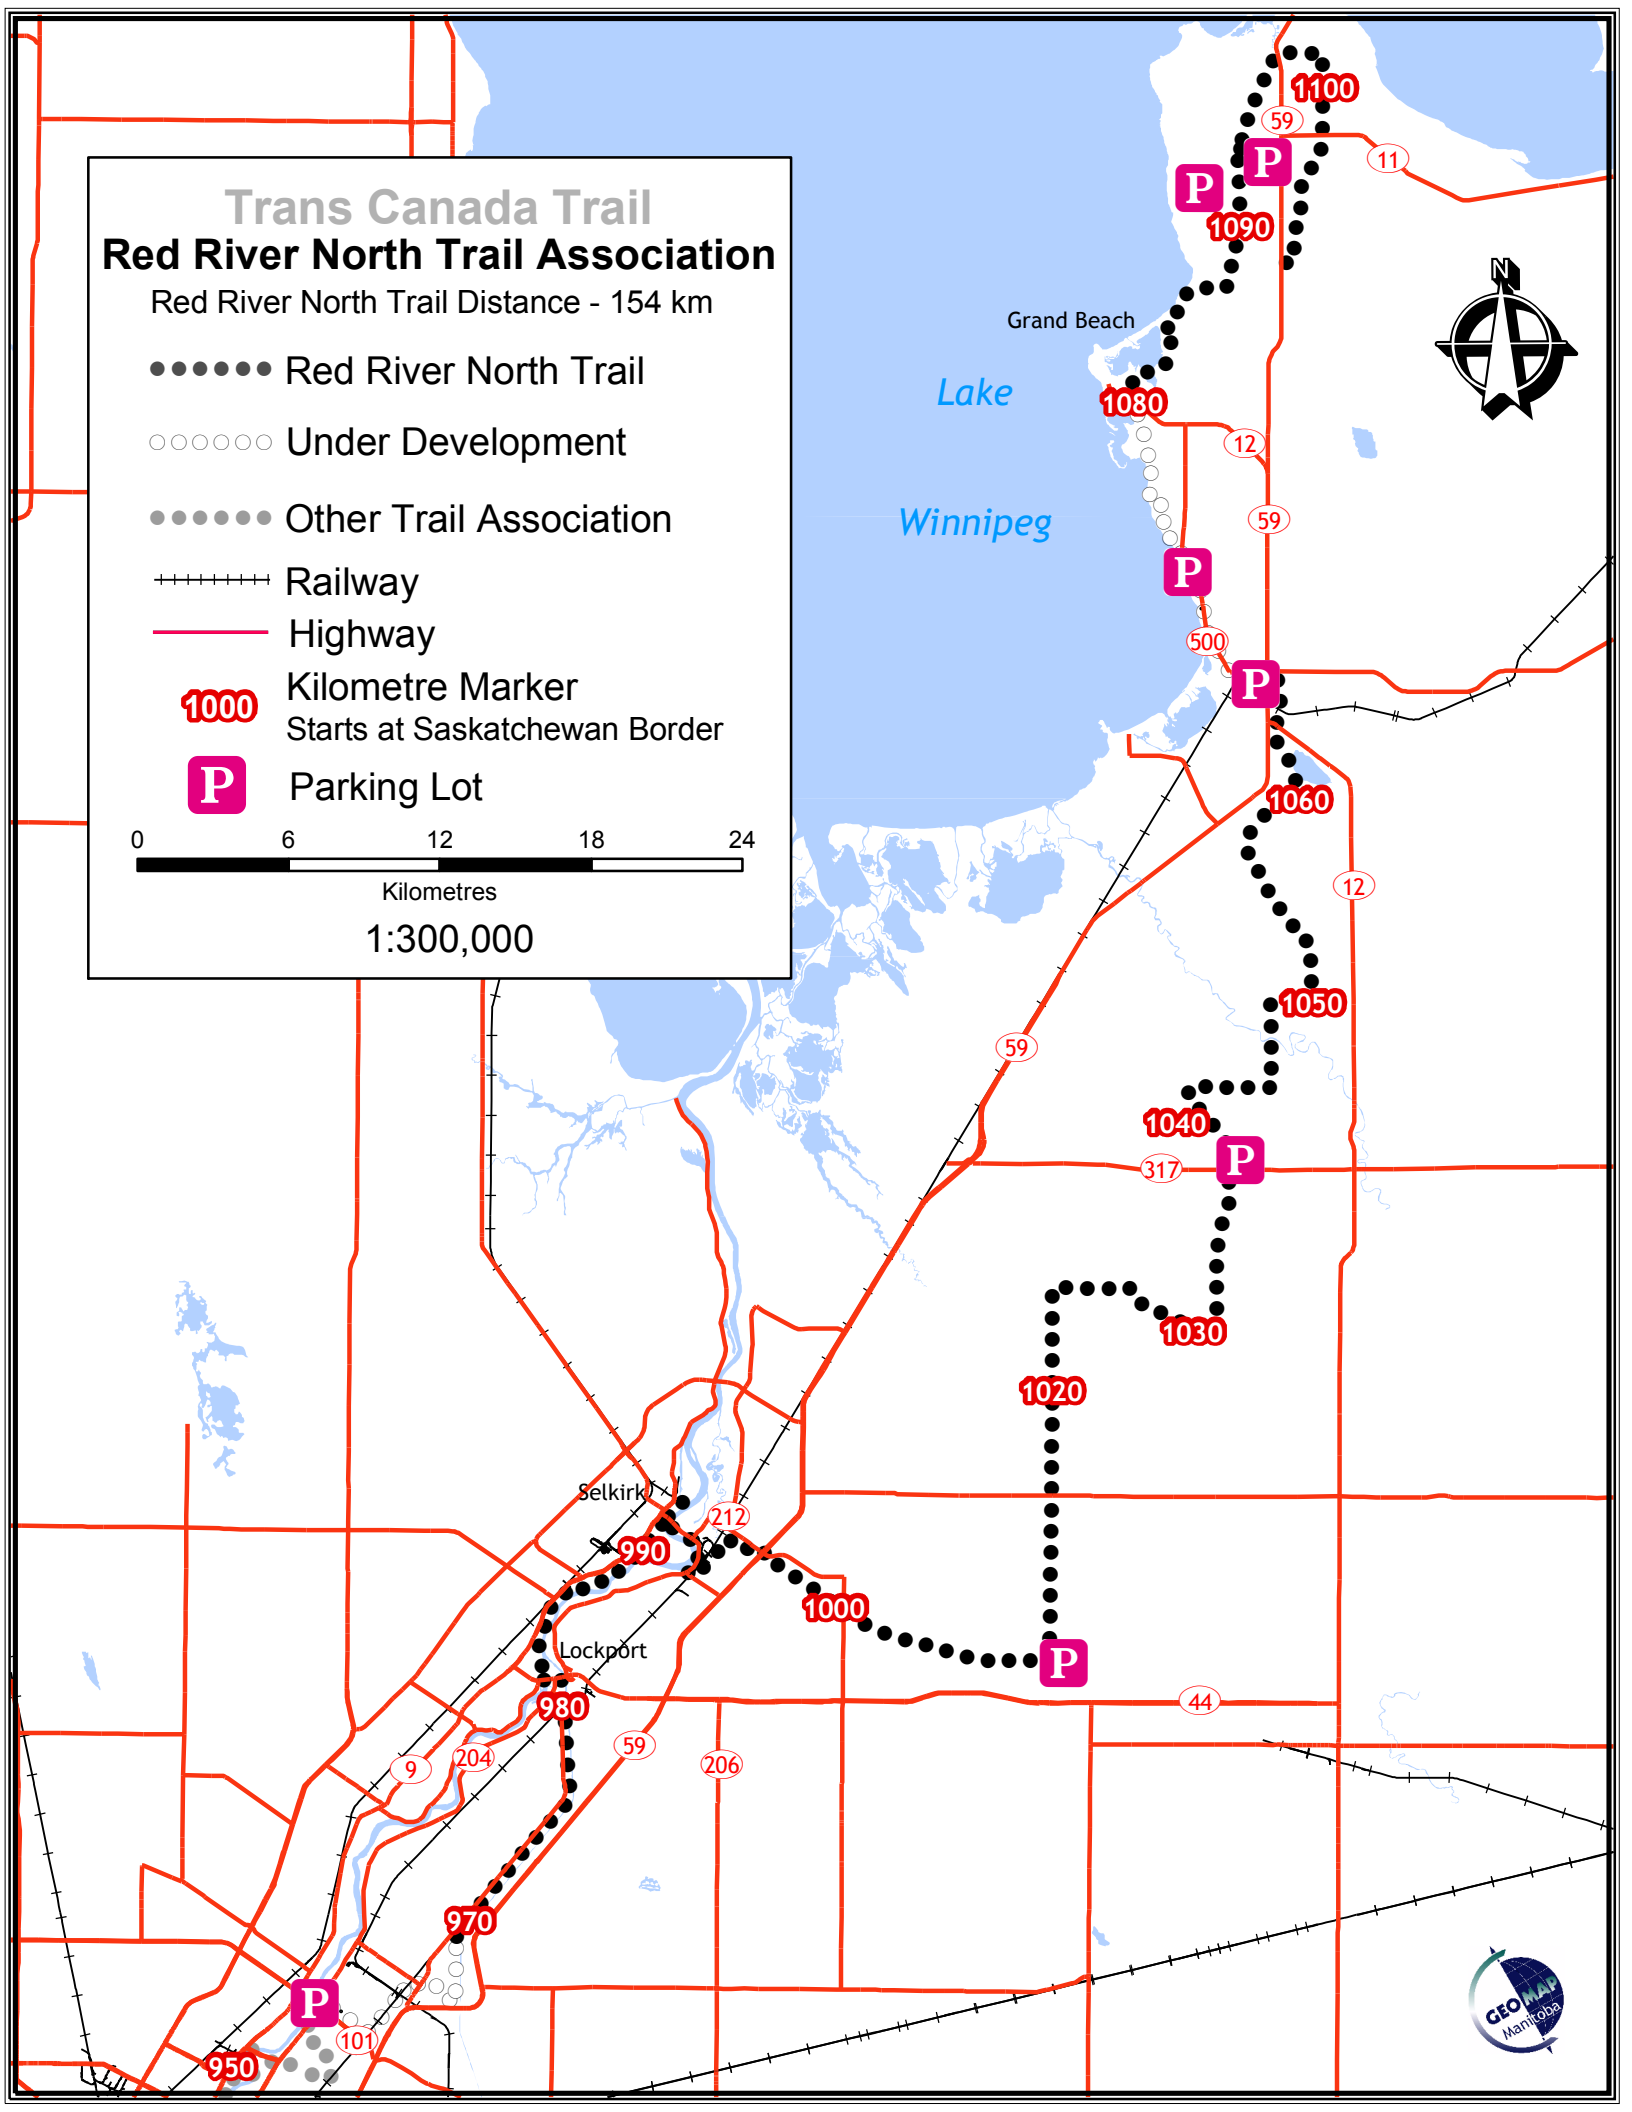 Trans Canada Trail
Red River North Trail Association
Red River North Trail Distance - 154 km
Red River North Trail
Under Development
Other Trail Association
Railway
Highway
1000 Kilometre Marker
Starts at Saskatchewan Border
P Parking Lot
0 6 12 18 24
Kilometres
1:300,000
1100
59
11
P
P
1090
N
Grand Beach
Lake
1080
12
Winnipeg
59
P
500
P
1060
12
1050
59
1040
317
P
1030
1020
Selkirk
212
990
1000
Lockport
P
980
44
59
204
9
206
970
P
101
950
GEOMAP
Manitoba